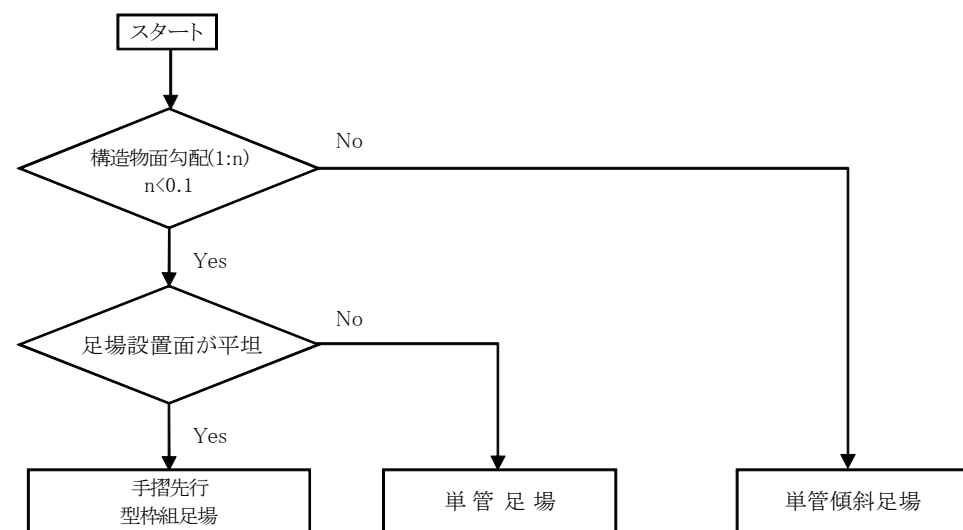 スタート
構造物面勾配(1:n)
n<0.1
No
Yes
足場設置面が平坦
No
Yes
手摺先行
型枠組足場
単管足場
単管傾斜足場